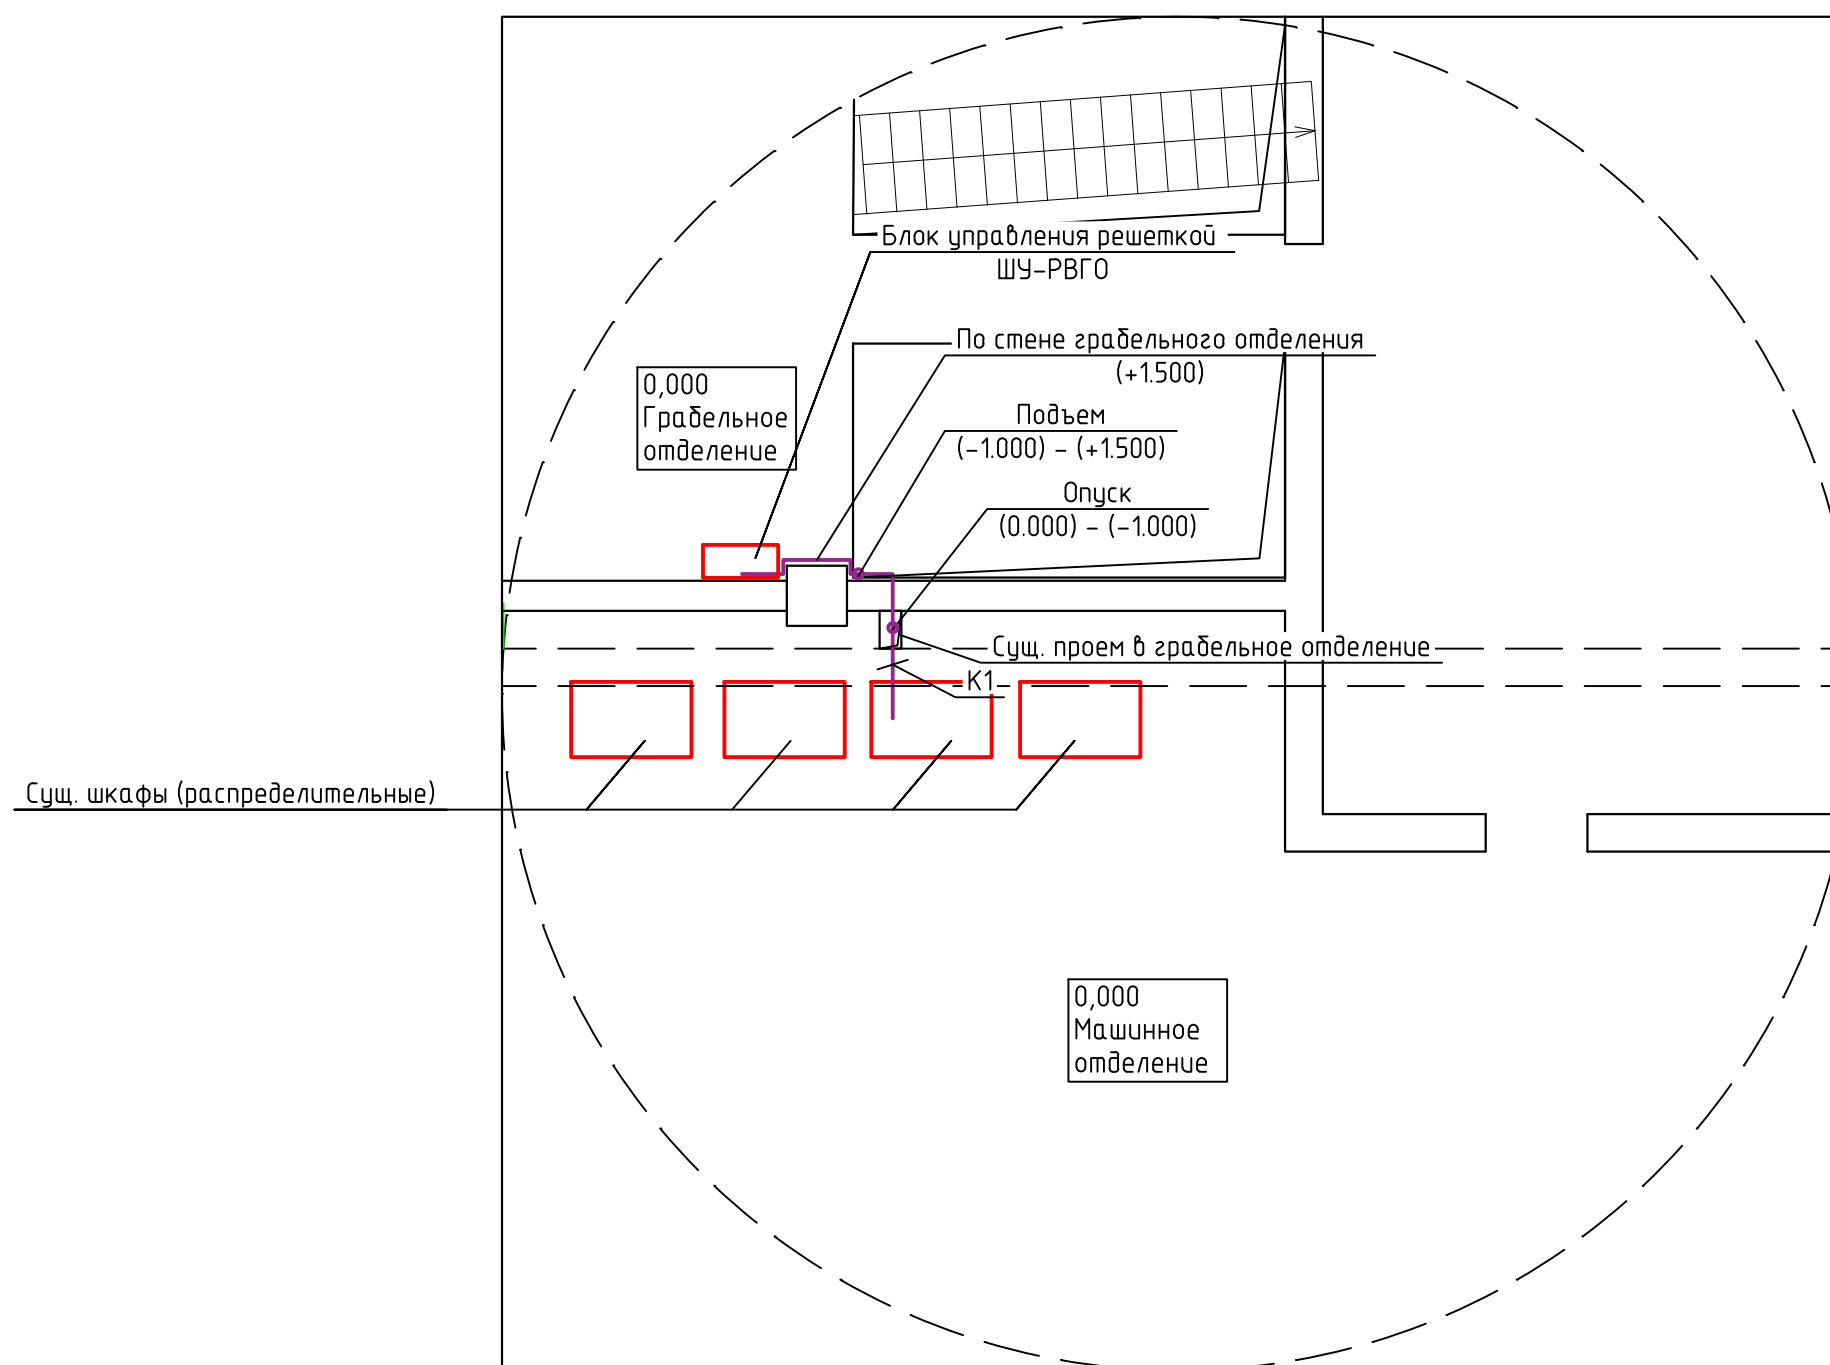 Блок управления решеткой
ШУ-РВГО
По стене грабельного отделения
(+1.500)
0,000
Грабельное
отделение
Подъем
(-1.000) - (+1.500)
Опуск
(0.000) - (-1.000)
Сущ. проем в грабельное отделение
К1
Сущ. шкафы (распределительные)
0,000
Машинное
отделение